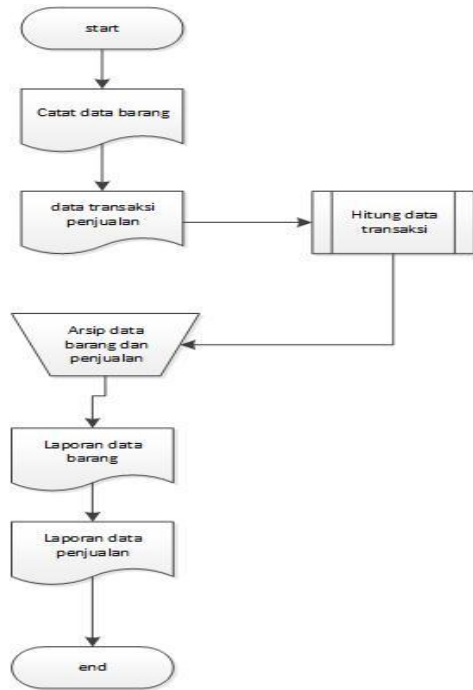 start
Catat data barang
data transaksi
penjualan
Hitung data
transaksi
Arsip data
barang dan
penjualan
Laporan data
barang
Laporan data
penjualan
end